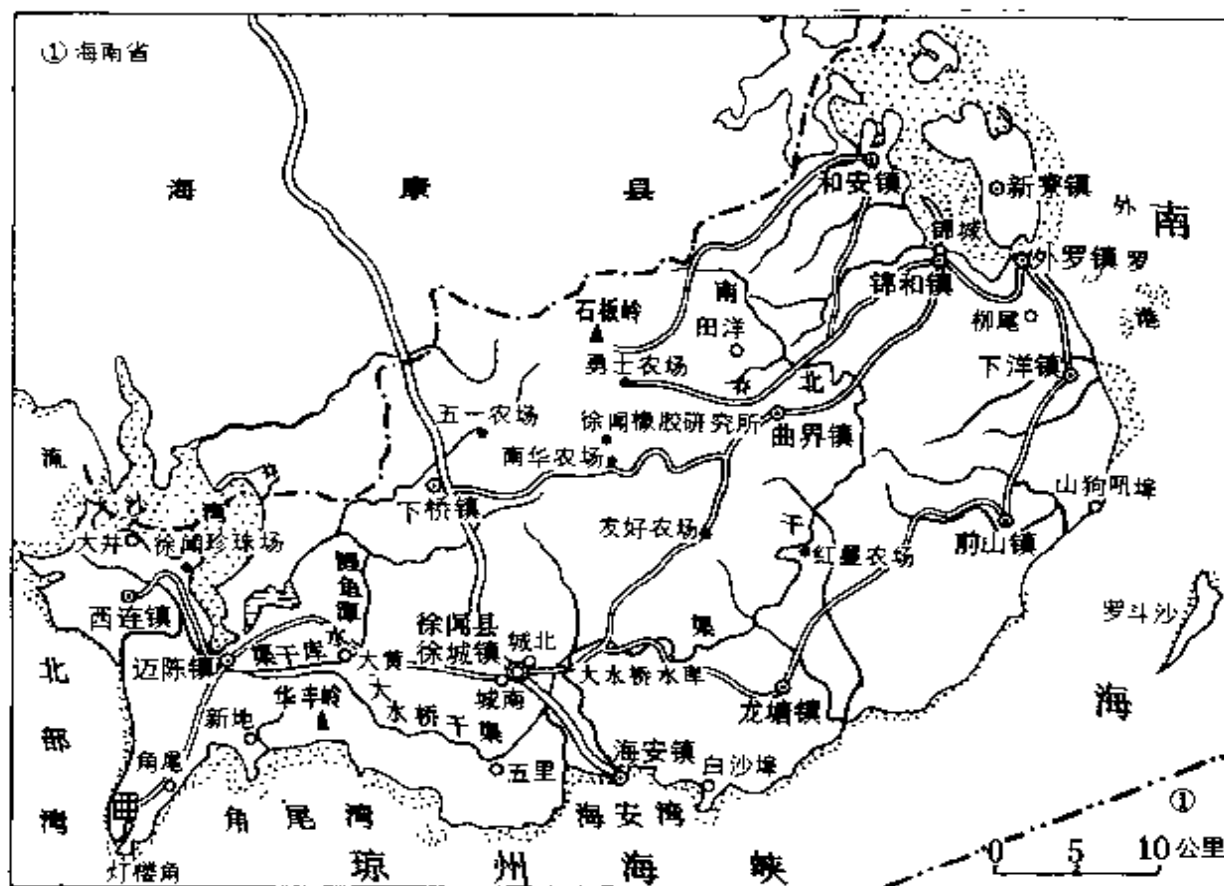 ① 海南省
海康县
和安镇
新寮镇
外罗港
南海
锦城
锦和镇
外罗镇
石板岭
南
田洋
柳尾
勇士农场
下洋镇
北
五一农场
徐闻橡胶研究所
曲界镇
南华农场
流沙湾
下桥镇
山狗吼埠
大井
徐闻珍珠场
友好农场
干
红星农场
前山镇
鲤鱼潭水库干渠
西连镇
徐闻县
徐城镇
城北
渠
罗斗沙
迈陈镇
大黄
城南
大水桥水库
华丰岭
大水桥干渠
龙塘镇
新地
海安镇
白沙埠
角尾
五里
北部湾
角尾湾
海安湾
①
灯楼角
琼州海峡
0 5 10公里